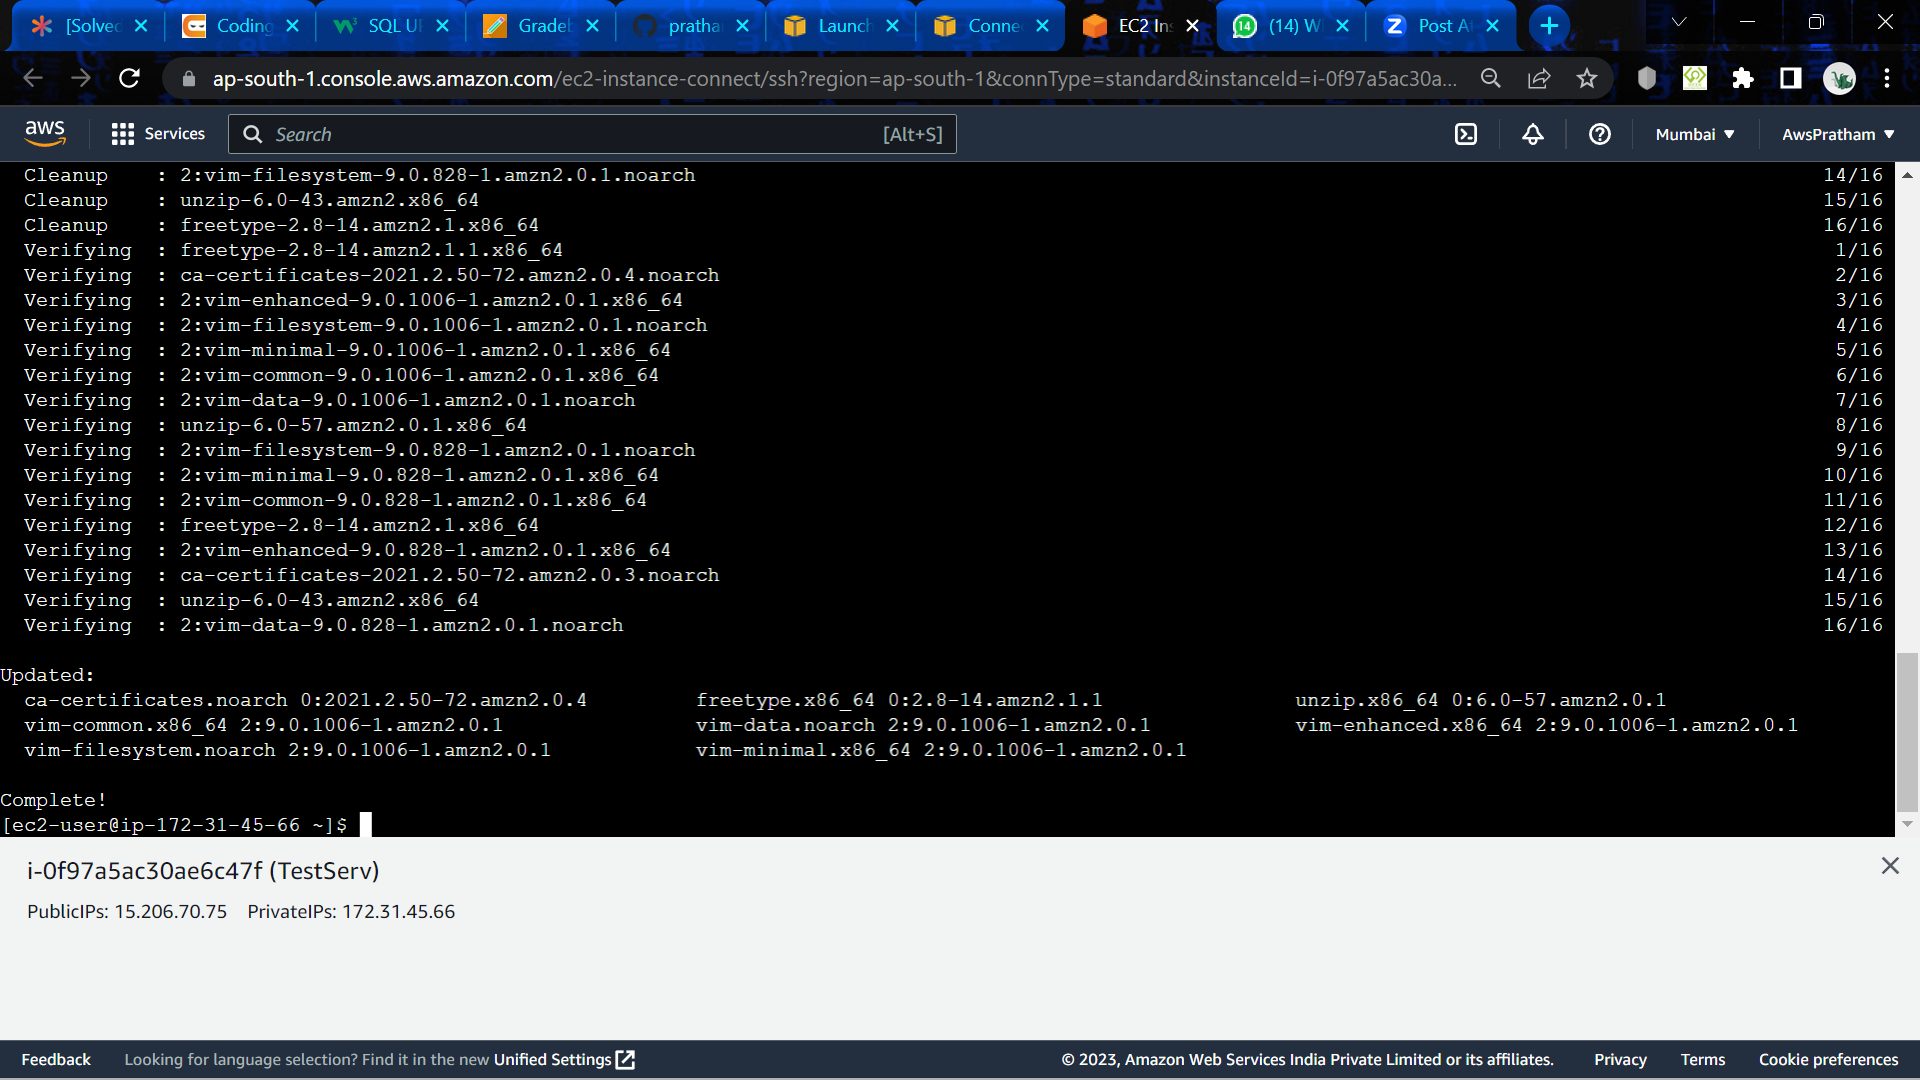 [Solved
Coding
SQL UP
Gradeb
pratha
Launch
Conne
EC2 Ins
14
(14) W
Post A
ap-south-1.console.aws.amazon.com/ec2-instance-connect/ssh?region=ap-south-1&connType=standard&instanceId=i-0f97a5ac30a...
aws Services Search [Alt+S] Mumbai AwsPratham
Cleanup : 2:vim-filesystem-9.0.828-1.amzn2.0.1.noarch 14/16
Cleanup : unzip-6.0-43.amzn2.x86_64 15/16
Cleanup : freetype-2.8-14.amzn2.1.x86_64 16/16
Verifying : freetype-2.8-14.amzn2.1.1.x86_64 1/16
Verifying : ca-certificates-2021.2.50-72.amzn2.0.4.noarch 2/16
Verifying : 2:vim-enhanced-9.0.1006-1.amzn2.0.1.x86_64 3/16
Verifying : 2:vim-filesystem-9.0.1006-1.amzn2.0.1.noarch 4/16
Verifying : 2:vim-minimal-9.0.1006-1.amzn2.0.1.x86_64 5/16
Verifying : 2:vim-common-9.0.1006-1.amzn2.0.1.x86_64 6/16
Verifying : 2:vim-data-9.0.1006-1.amzn2.0.1.noarch 7/16
Verifying : unzip-6.0-57.amzn2.0.1.x86_64 8/16
Verifying : 2:vim-filesystem-9.0.828-1.amzn2.0.1.noarch 9/16
Verifying : 2:vim-minimal-9.0.828-1.amzn2.0.1.x86_64 10/16
Verifying : 2:vim-common-9.0.828-1.amzn2.0.1.x86_64 11/16
Verifying : freetype-2.8-14.amzn2.1.x86_64 12/16
Verifying : 2:vim-enhanced-9.0.828-1.amzn2.0.1.x86_64 13/16
Verifying : ca-certificates-2021.2.50-72.amzn2.0.3.noarch 14/16
Verifying : unzip-6.0-43.amzn2.x86_64 15/16
Verifying : 2:vim-data-9.0.828-1.amzn2.0.1.noarch 16/16
Updated:
ca-certificates.noarch 0:2021.2.50-72.amzn2.0.4 freetype.x86_64 0:2.8-14.amzn2.1.1 unzip.x86_64 0:6.0-57.amzn2.0.1
vim-common.x86_64 2:9.0.1006-1.amzn2.0.1 vim-data.noarch 2:9.0.1006-1.amzn2.0.1 vim-enhanced.x86_64 2:9.0.1006-1.amzn2.0.1
vim-filesystem.noarch 2:9.0.1006-1.amzn2.0.1 vim-minimal.x86_64 2:9.0.1006-1.amzn2.0.1
Complete!
[ec2-user@ip-172-31-45-66 ~]$
i-0f97a5ac30ae6c47f (TestServ)
PublicIPs: 15.206.70.75 PrivateIPs: 172.31.45.66
Feedback Looking for language selection? Find it in the new Unified Settings © 2023, Amazon Web Services India Private Limited or its affiliates. Privacy Terms Cookie preferences